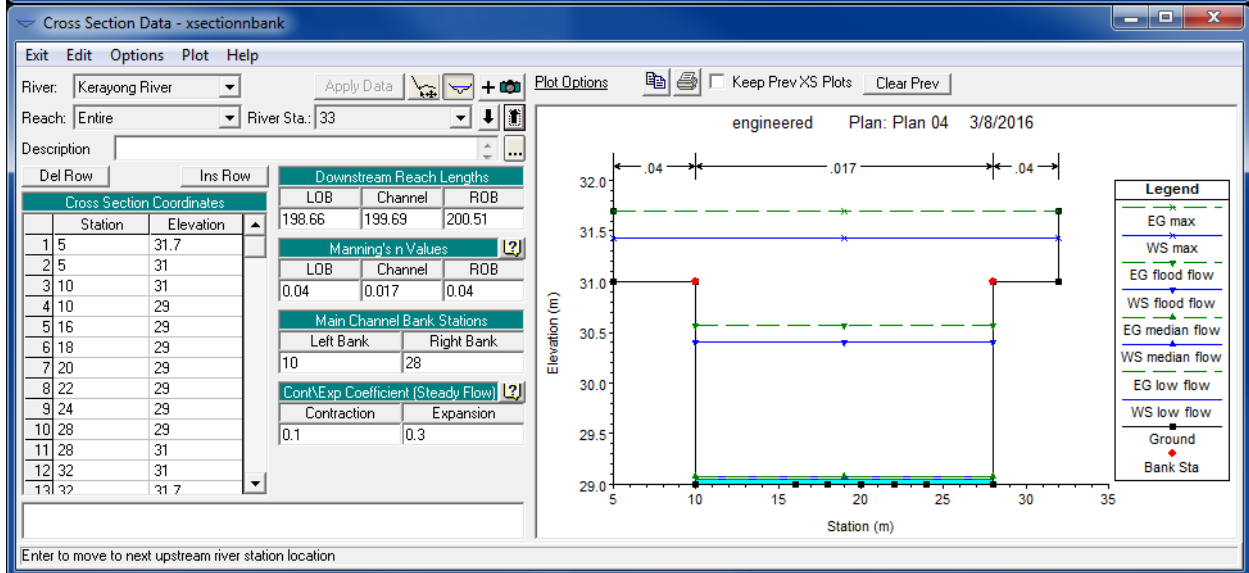 Cross Section Data - xsectionnbank
Exit Edit Options Plot Help
River: Kerayong River Apply Data + Plot Options Keep Prev XS Plots Clear Prev
Reach: Entire River Sta.: 33
Description ...
Del Row Ins Row
Cross Section Coordinates
Station Elevation
1 5 31.7
2 5 31
3 10 31
4 10 29
5 16 29
6 18 29
7 20 29
8 22 29
9 24 29
10 28 29
11 28 31
12 32 31
13 32 31.7
Downstream Reach Lengths
LOB Channel ROB
198.66 199.69 200.51
Manning's n Values
LOB Channel ROB
0.04 0.017 0.04
Main Channel Bank Stations
Left Bank Right Bank
10 28
Cont\Exp Coefficient (Steady Flow)
Contraction Expansion
0.1 0.3
engineered Plan: Plan 04 3/8/2016
.04 .017 .04
32.0
31.5
31.0
30.5
30.0
29.5
29.0
Elevation (m)
5 10 15 20 25 30 35
Station (m)
Legend
EG max
WS max
EG flood flow
WS flood flow
EG median flow
WS median flow
EG low flow
WS low flow
Ground
Bank Sta
Enter to move to next upstream river station location